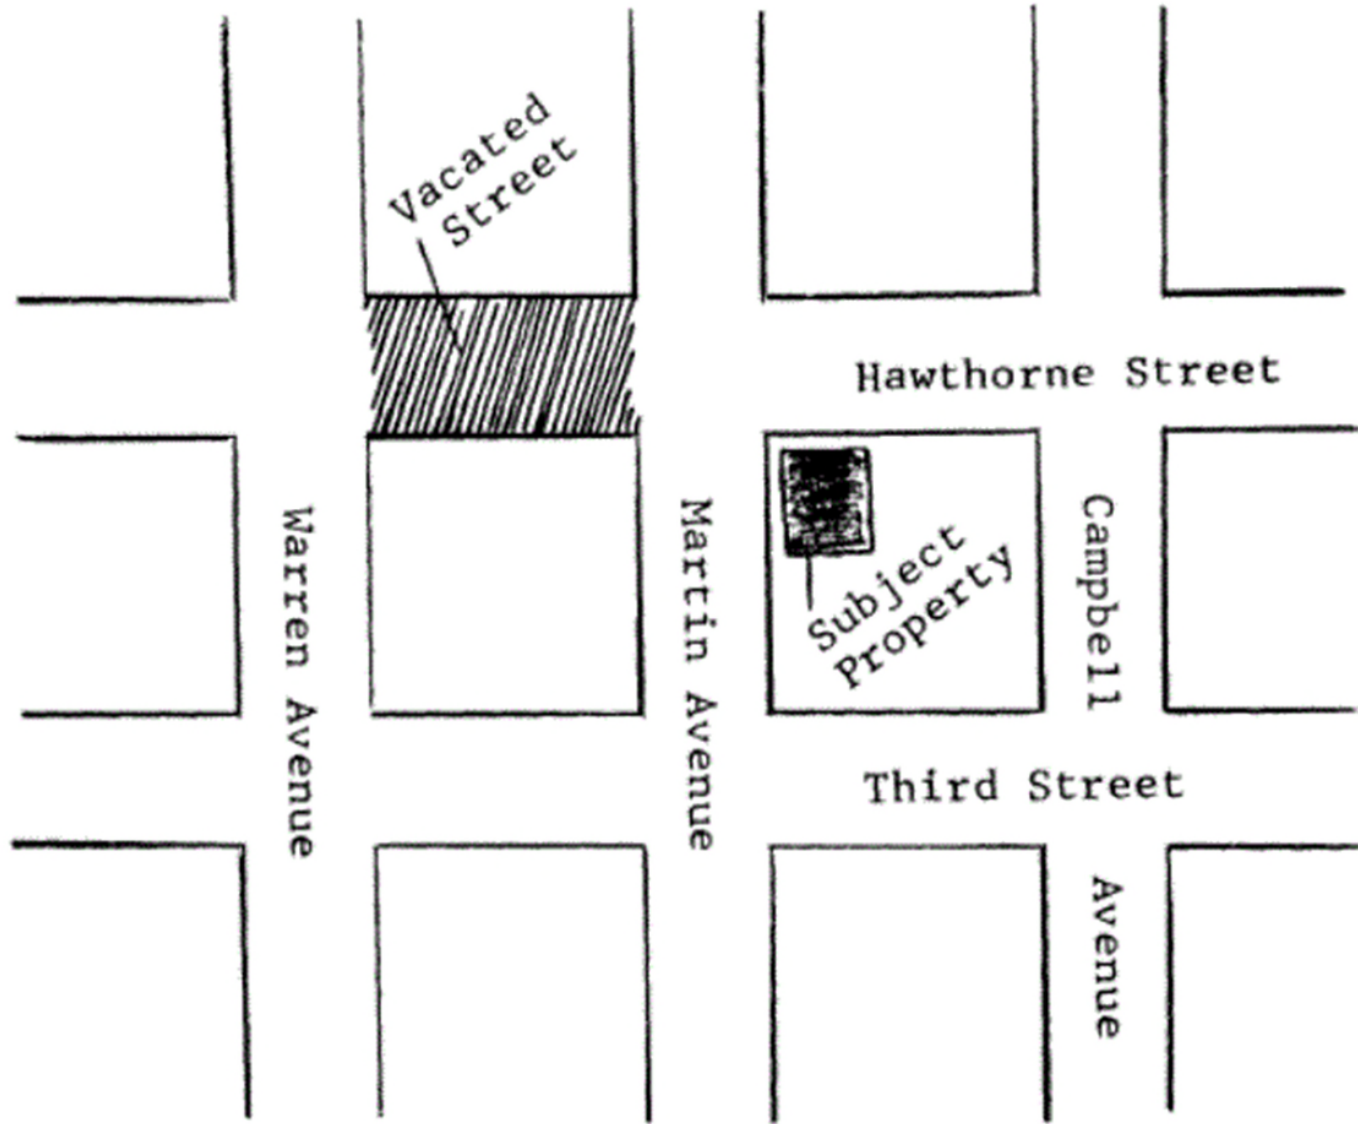 Vacated
Street
Hawthorne Street
Warren Avenue
Martin Avenue
Subject
Property
Campbell
Avenue
Third Street